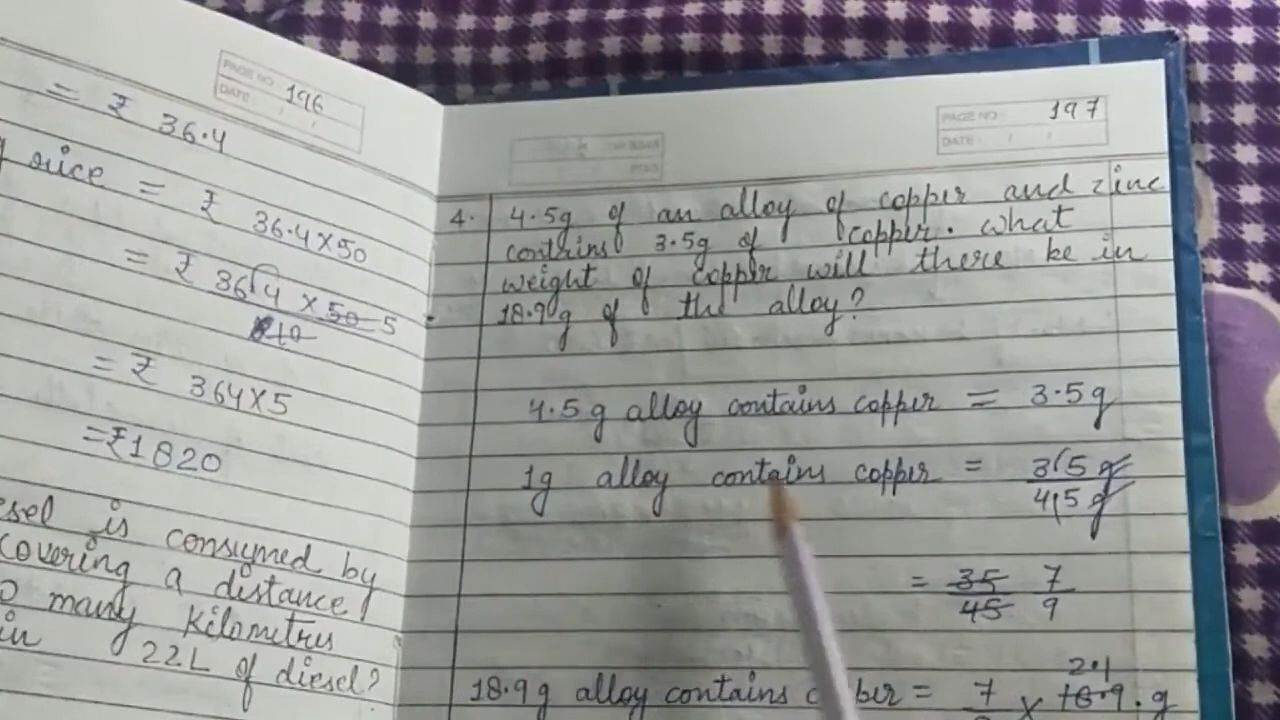 PAGE NO. 196
DATE: / /
= ₹ 36.4
rice = ₹ 36.4×50
= ₹ 364 × 50 5
10
= ₹ 364×5
=₹1820
is consumed by
covering a distance
many Kilometres
in 22L of diesel?
PAGE NO. 197
DATE: / /
4. 4.5g of an alloy of copper and zinc
contains 3.5g of copper. what
weight of copper will there be in
18.90g of the alloy?
4.5g alloy contains copper = 3.5g
1g alloy contains copper = 3.5g
4.5g
= 35 7
45 9
2.1
18.9g alloy contains copper = 7 × 18.9.g